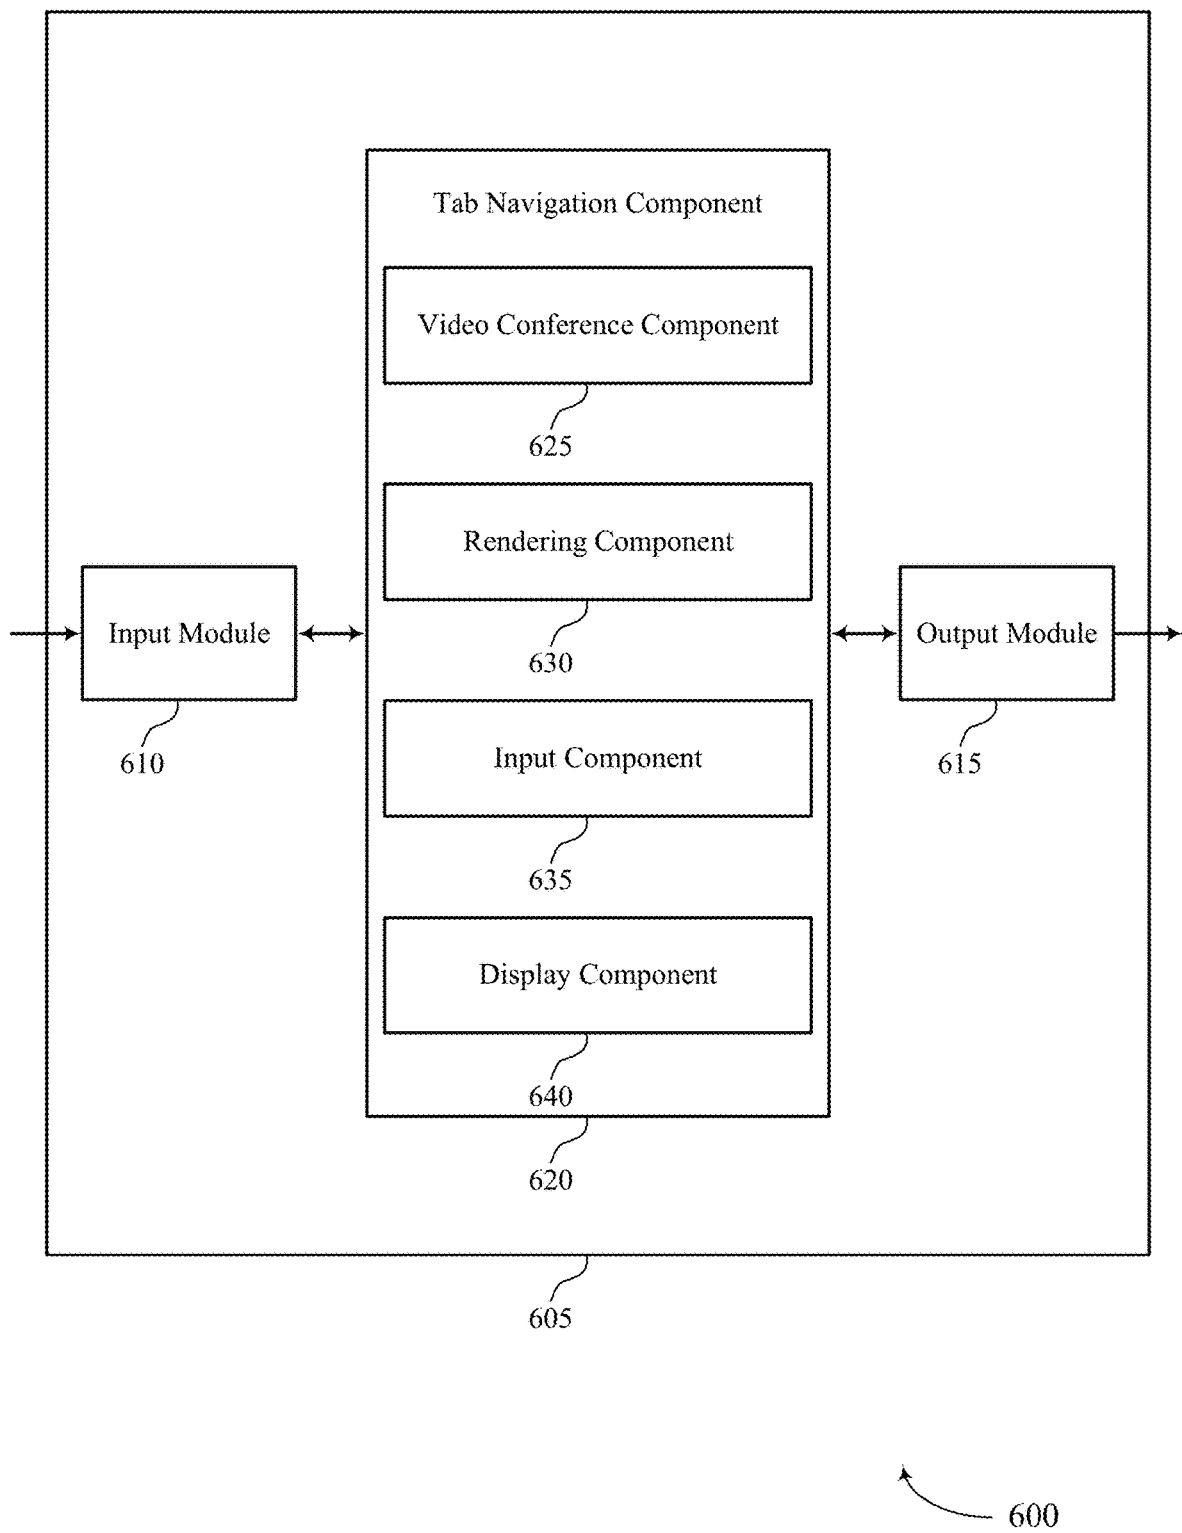 Tab Navigation Component
Video Conference Component
625
Rendering Component
630
Input Module
610
Output Module
615
Input Component
635
Display Component
640
620
605
600